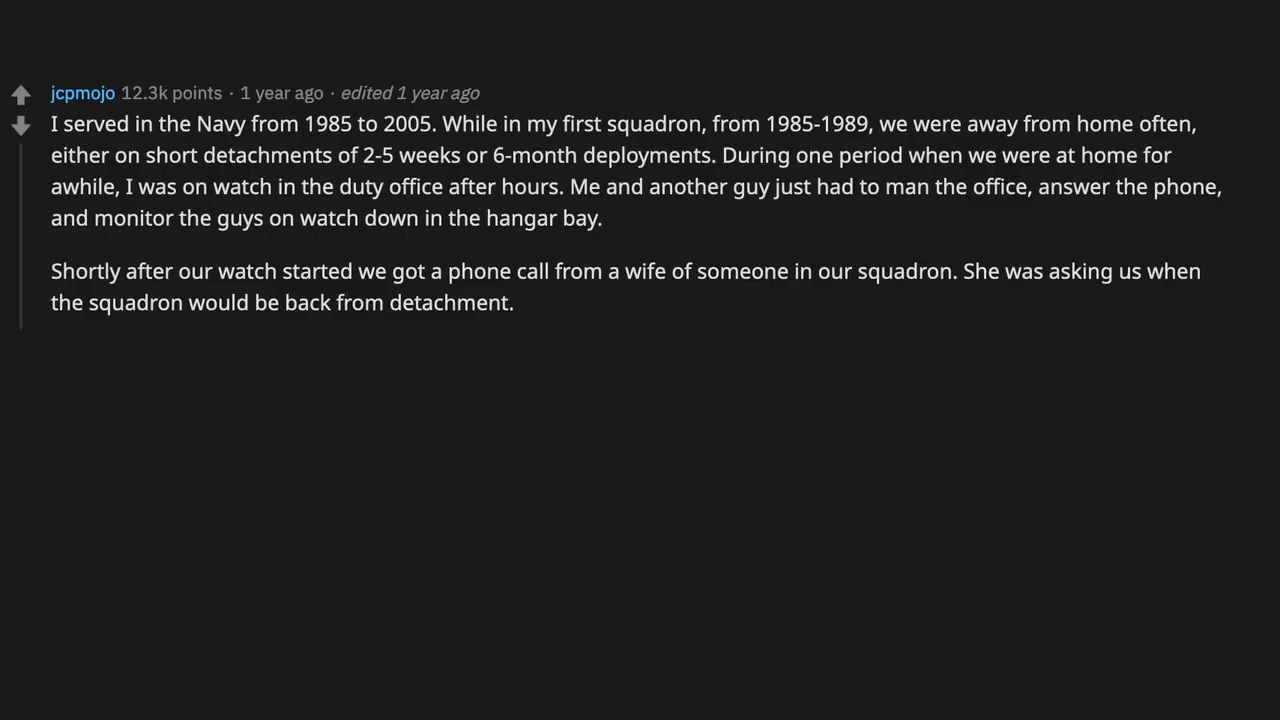 jcpmojo 12.3k points · 1 year ago · edited 1 year ago
I served in the Navy from 1985 to 2005. While in my first squadron, from 1985-1989, we were away from home often,
either on short detachments of 2-5 weeks or 6-month deployments. During one period when we were at home for
awhile, I was on watch in the duty office after hours. Me and another guy just had to man the office, answer the phone,
and monitor the guys on watch down in the hangar bay.
Shortly after our watch started we got a phone call from a wife of someone in our squadron. She was asking us when
the squadron would be back from detachment.